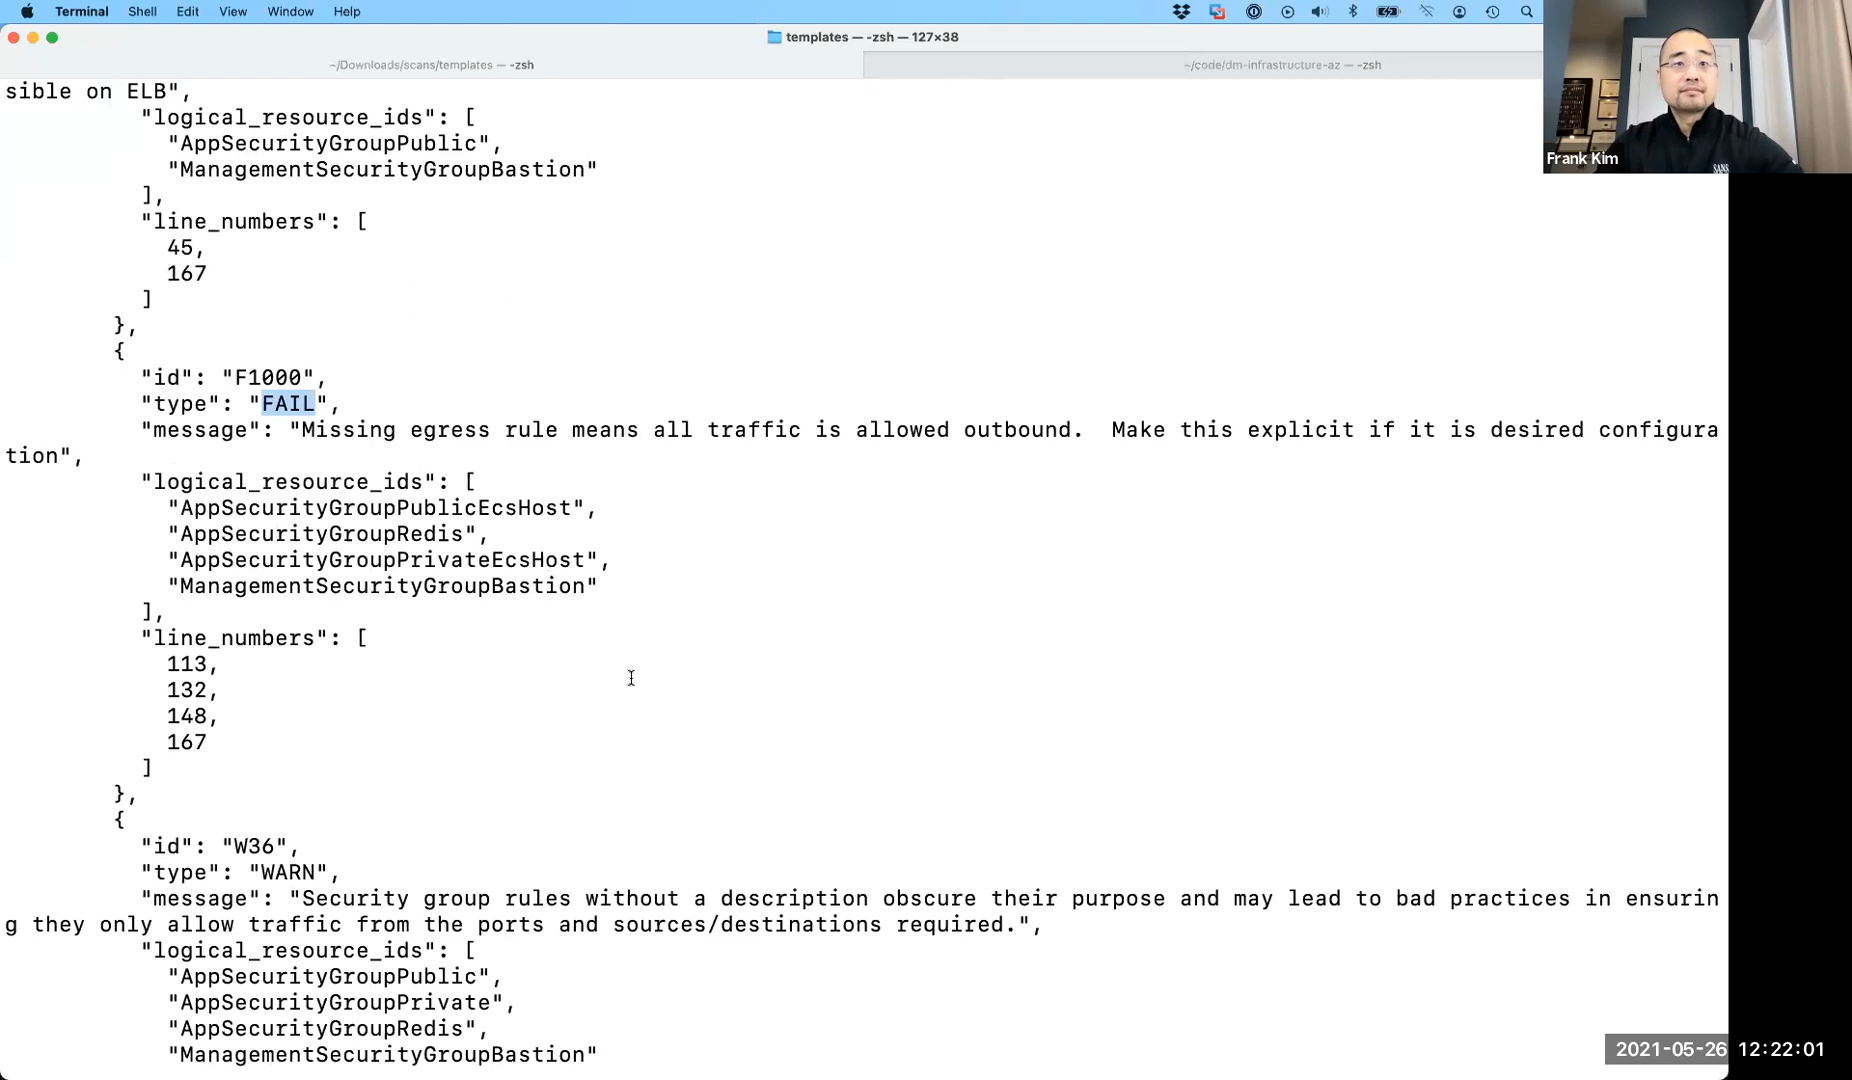 Terminal Shell Edit View Window Help
templates — -zsh — 127×38
~/Downloads/scans/templates — -zsh
~/code/dm-infrastructure-az — -zsh
sible on ELB",
"logical_resource_ids": [
"AppSecurityGroupPublic",
"ManagementSecurityGroupBastion"
],
"line_numbers": [
45,
167
]
},
{
"id": "F1000",
"type": "FAIL",
"message": "Missing egress rule means all traffic is allowed outbound.  Make this explicit if it is desired configura
tion",
"logical_resource_ids": [
"AppSecurityGroupPublicEcsHost",
"AppSecurityGroupRedis",
"AppSecurityGroupPrivateEcsHost",
"ManagementSecurityGroupBastion"
],
"line_numbers": [
113,
132,
148,
167
]
},
{
"id": "W36",
"type": "WARN",
"message": "Security group rules without a description obscure their purpose and may lead to bad practices in ensurin
g they only allow traffic from the ports and sources/destinations required.",
"logical_resource_ids": [
"AppSecurityGroupPublic",
"AppSecurityGroupPrivate",
"AppSecurityGroupRedis",
"ManagementSecurityGroupBastion"
Frank Kim
SANS
2021-05-26 12:22:01